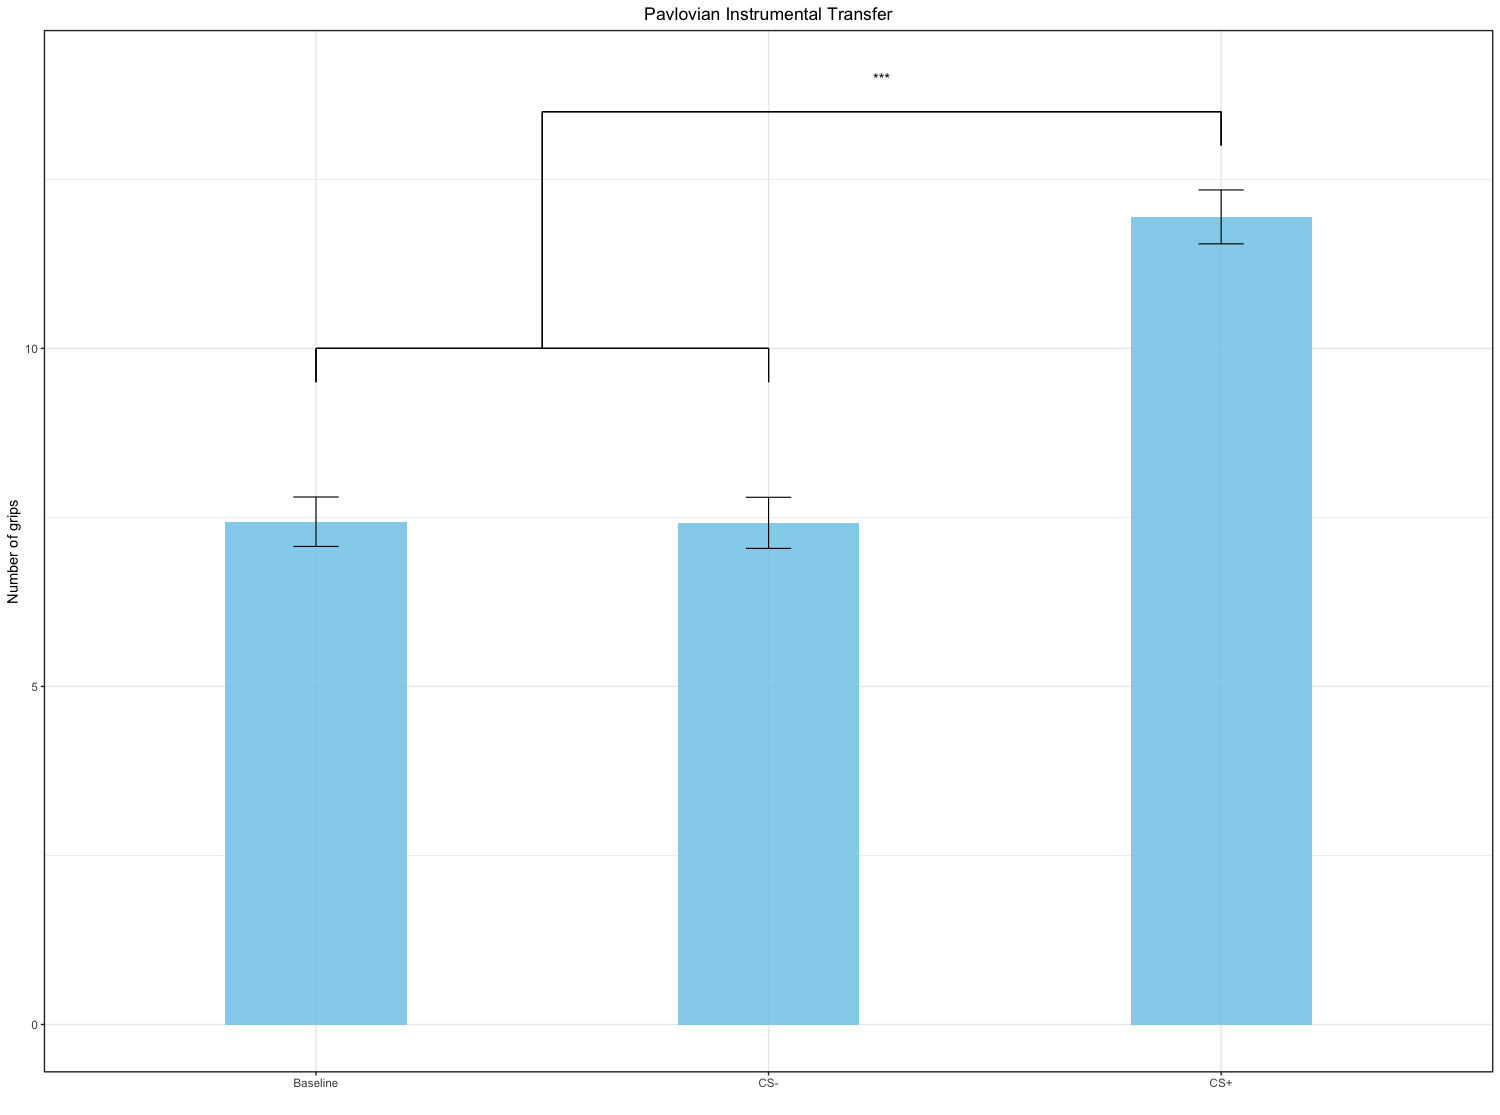 Pavlovian Instrumental Transfer
***
Number of grips
10
5
0
Baseline
CS-
CS+